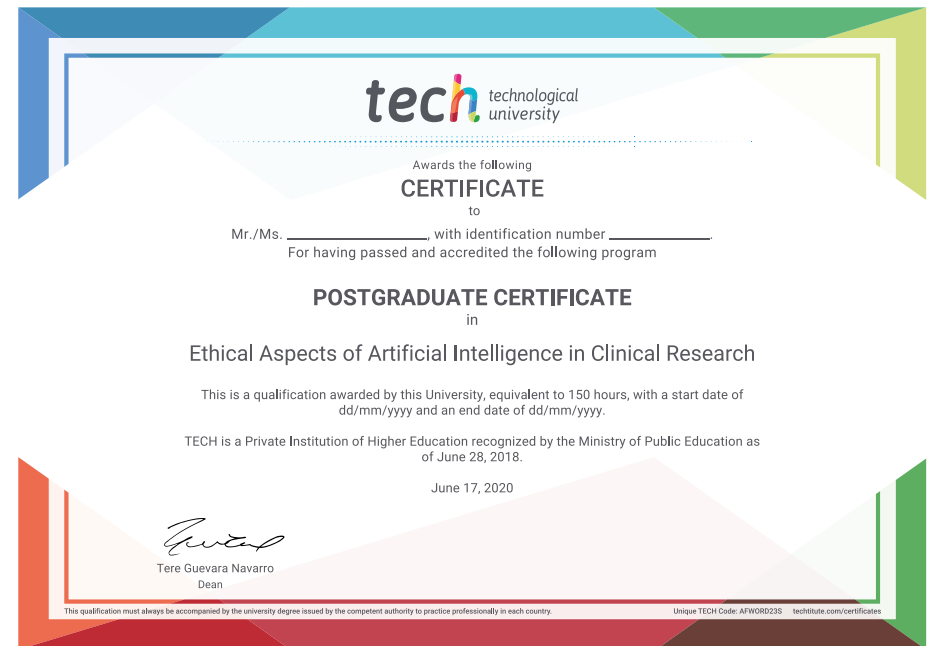 tech technological
university
Awards the following
CERTIFICATE
to
Mr./Ms. ____________________, with identification number ______________.
For having passed and accredited the following program
POSTGRADUATE CERTIFICATE
in
Ethical Aspects of Artificial Intelligence in Clinical Research
This is a qualification awarded by this University, equivalent to 150 hours, with a start date of
dd/mm/yyyy and an end date of dd/mm/yyyy.
TECH is a Private Institution of Higher Education recognized by the Ministry of Public Education as
of June 28, 2018.
June 17, 2020
Tere Guevara Navarro
Dean
This qualification must always be accompanied by the university degree issued by the competent authority to practice professionally in each country. Unique TECH Code: AFWORD23S techtitute.com/certificates